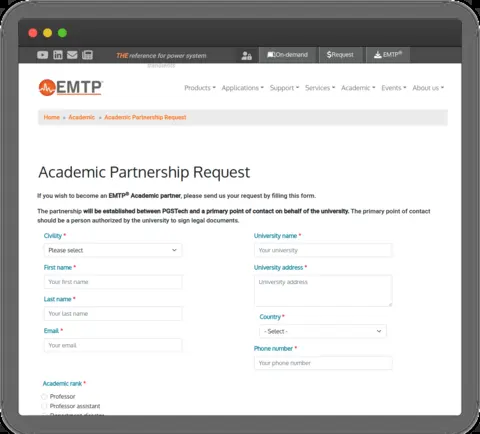 THE reference for power system
On-demand
$Request
EMTP®
EMTP
Products
Applications
Support
Services
Academic
Events
About us
Home » Academic » Academic Partnership Request
Academic Partnership Request
If you wish to become an EMTP® Academic partner, please send us your request by filling this form.
The partnership will be established between PGSTech and a primary point of contact on behalf of the university. The primary point of contact
should be a person authorized by the university to sign legal documents.
Civility *
Please select
First name *
Your first name
Last name *
Your last name
Email *
Your email
University name *
Your university
University address *
University address
Country *
- Select -
Phone number *
Your phone number
Academic rank *
Professor
Professor assistant
Department director